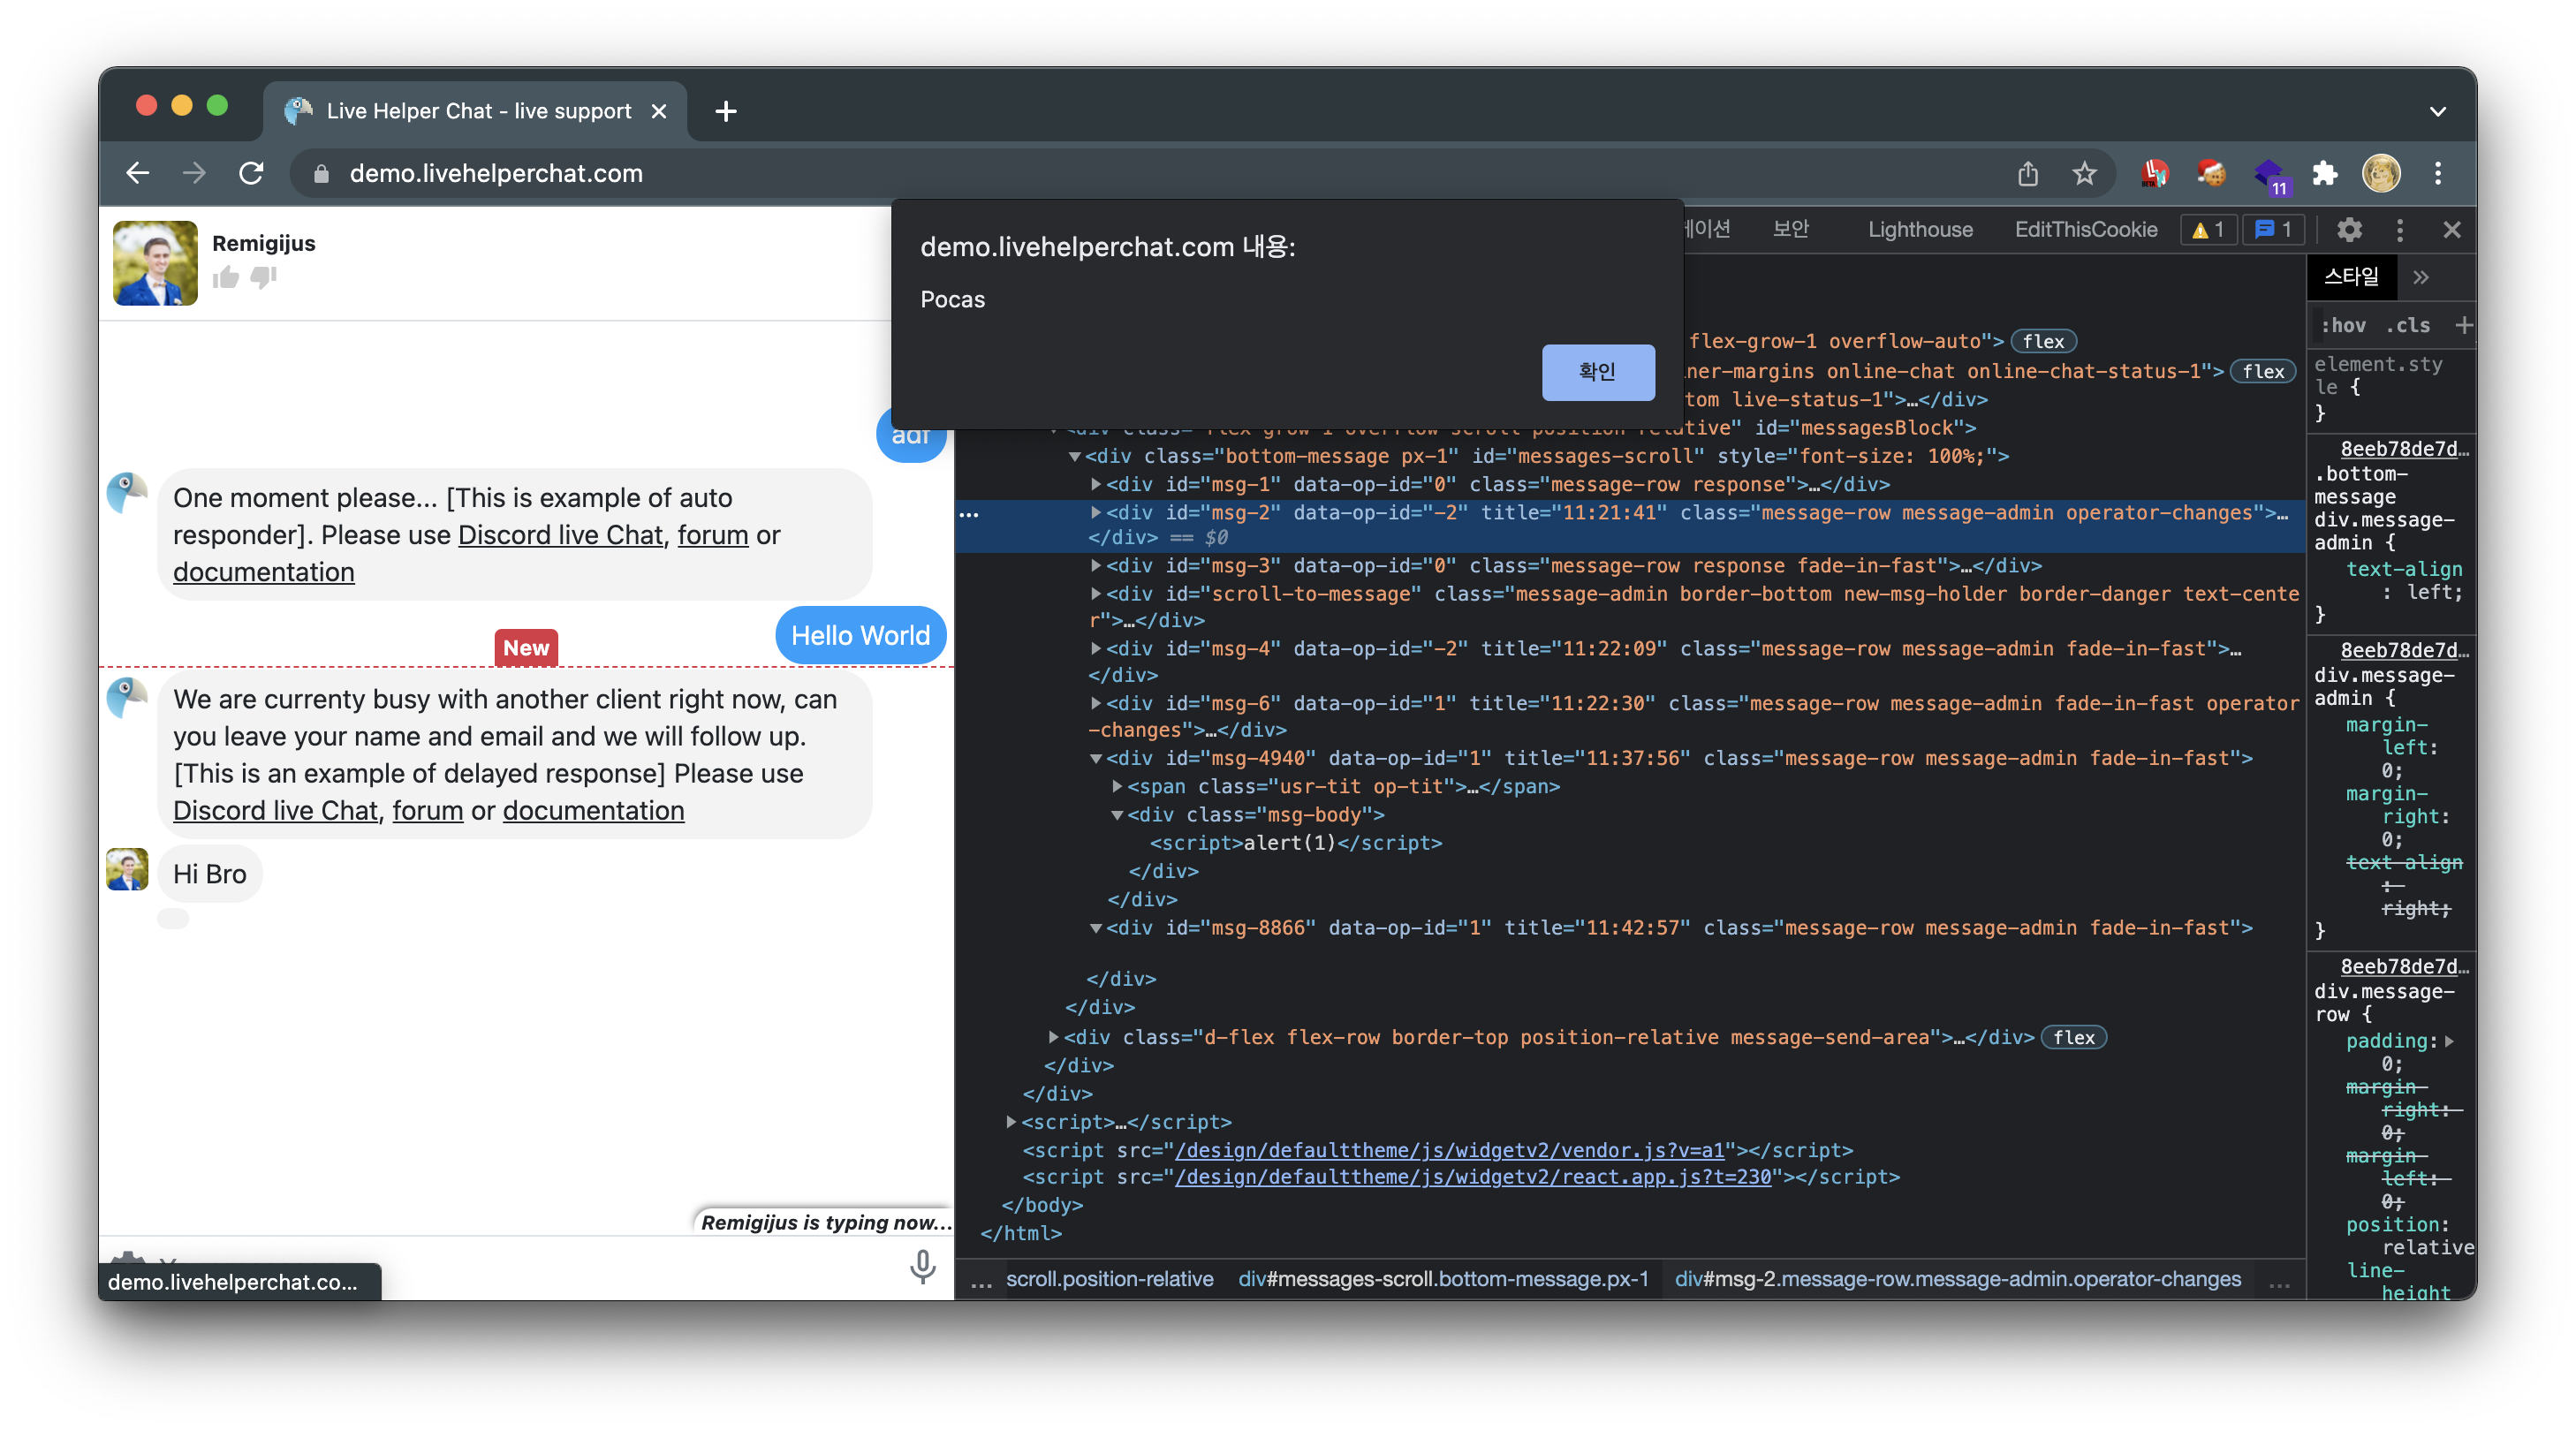 Live Helper Chat - live support
demo.livehelperchat.com
11
Remigijus
demo.livehelperchat.com 내용:
Pocas
확인
adf
One moment please... [This is example of auto
responder]. Please use Discord live Chat, forum or
documentation
Hello World
New
We are currenty busy with another client right now, can
you leave your name and email and we will follow up.
[This is an example of delayed response] Please use
Discord live Chat, forum or documentation
Hi Bro
Remigijus is typing now...
demo.livehelperchat.co...
이션 보안 Lighthouse EditThisCookie 1 1
flex-grow-1 overflow-auto"> flex
ner-margins online-chat online-chat-status-1"> flex
tom live-status-1">…</div>
<div class="flex-grow-1 overflow-scroll position-relative" id="messagesBlock">
<div class="bottom-message px-1" id="messages-scroll" style="font-size: 100%;">
<div id="msg-1" data-op-id="0" class="message-row response">…</div>
<div id="msg-2" data-op-id="-2" title="11:21:41" class="message-row message-admin operator-changes">…
</div> == $0
<div id="msg-3" data-op-id="0" class="message-row response fade-in-fast">…</div>
<div id="scroll-to-message" class="message-admin border-bottom new-msg-holder border-danger text-cente
r">…</div>
<div id="msg-4" data-op-id="-2" title="11:22:09" class="message-row message-admin fade-in-fast">…
</div>
<div id="msg-6" data-op-id="1" title="11:22:30" class="message-row message-admin fade-in-fast operator
-changes">…</div>
<div id="msg-4940" data-op-id="1" title="11:37:56" class="message-row message-admin fade-in-fast">
<span class="usr-tit op-tit">…</span>
<div class="msg-body">
<script>alert(1)</script>
</div>
</div>
<div id="msg-8866" data-op-id="1" title="11:42:57" class="message-row message-admin fade-in-fast">
</div>
</div>
<div class="d-flex flex-row border-top position-relative message-send-area">…</div> flex
</div>
</div>
<script>…</script>
<script src="/design/defaulttheme/js/widgetv2/vendor.js?v=a1"></script>
<script src="/design/defaulttheme/js/widgetv2/react.app.js?t=230"></script>
</body>
</html>
... scroll.position-relative div#messages-scroll.bottom-message.px-1 div#msg-2.message-row.message-admin.operator-changes ...
스타일 »
:hov .cls +
element.sty
le {
}
8eeb78de7d…
.bottom-
message
div.message-
admin {
text-align
: left;
}
8eeb78de7d…
div.message-
admin {
margin-
left:
0;
margin-
right:
0;
text-align
:
right;
}
8eeb78de7d…
div.message-
row {
padding:
0;
margin-
right:
0;
margin-
left:
0;
position:
relative
line-
height